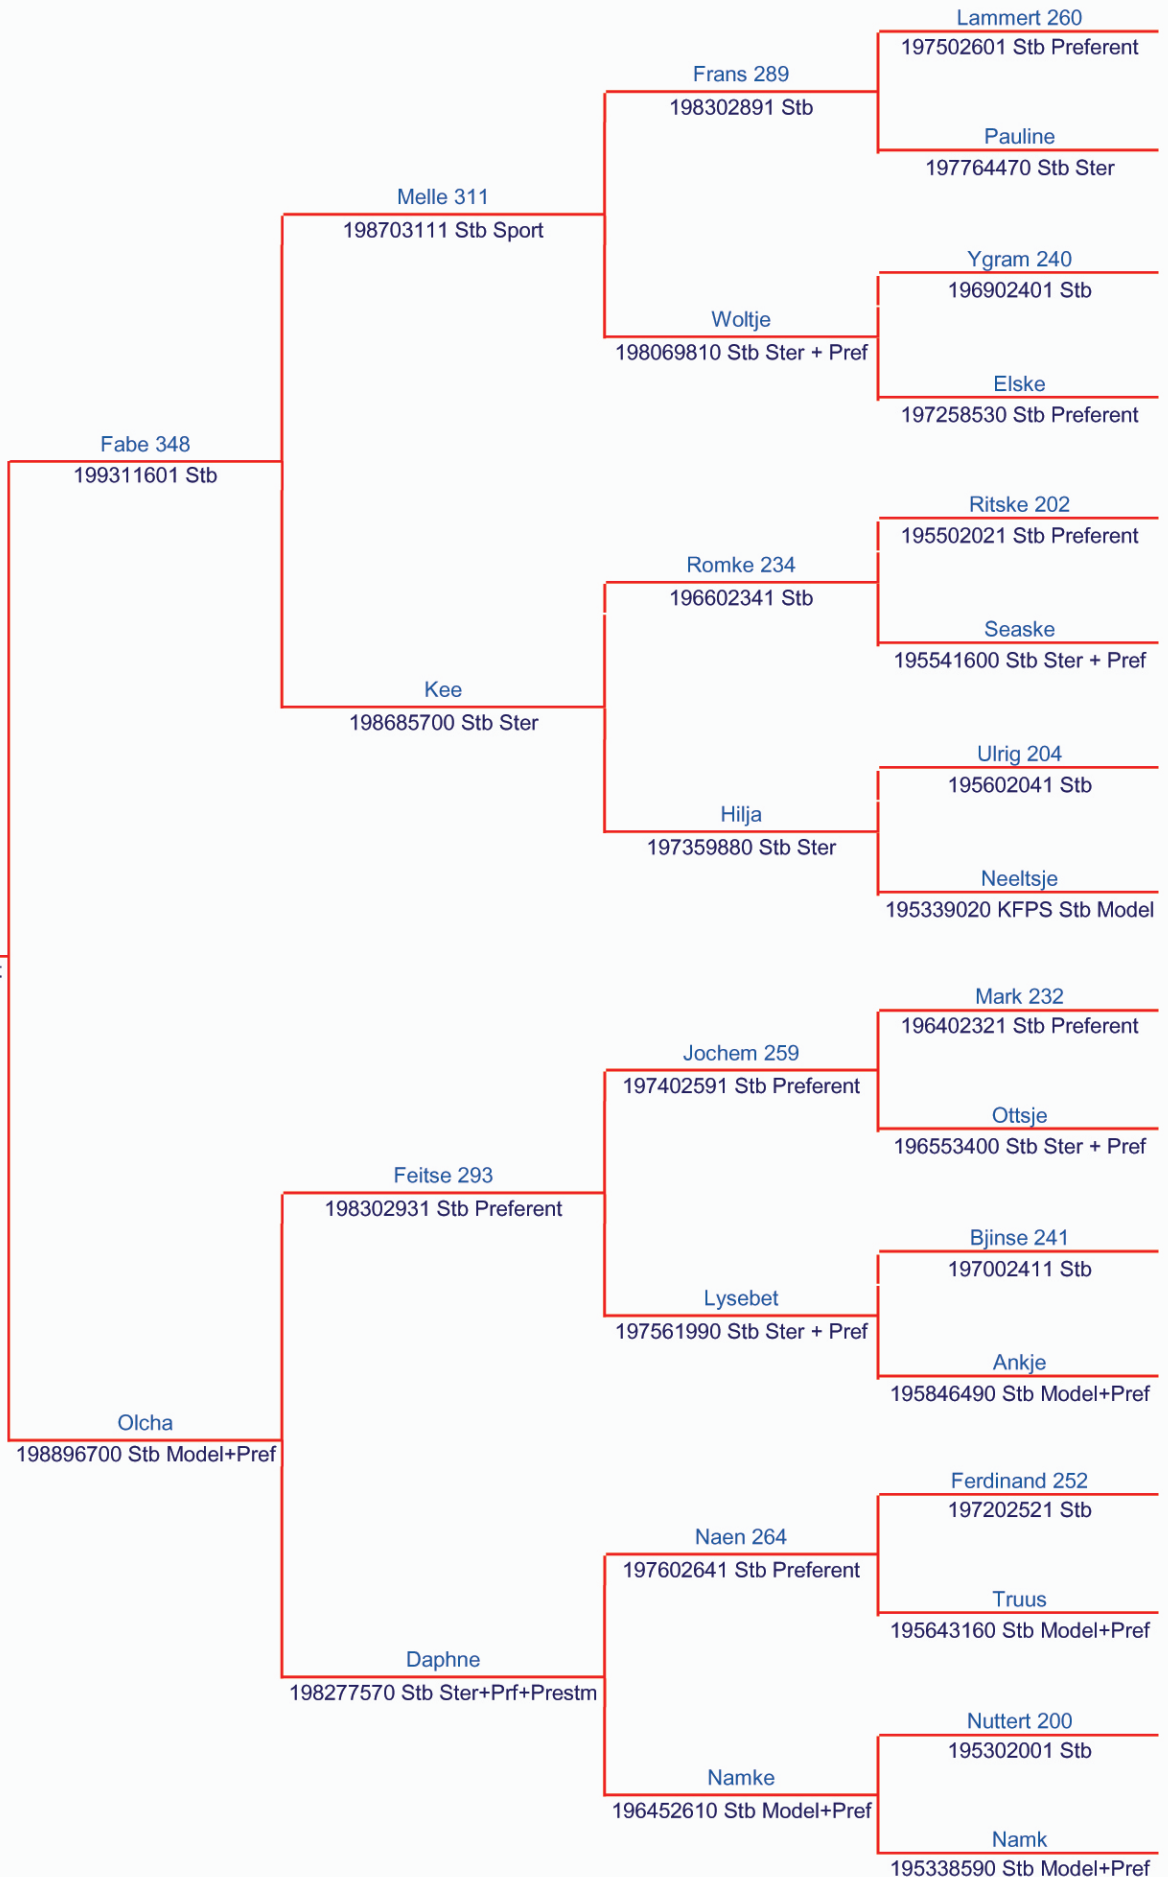 Lammert 260
197502601 Stb Preferent
Frans 289
198302891 Stb
Pauline
197764470 Stb Ster
Melle 311
198703111 Stb Sport
Ygram 240
196902401 Stb
Woltje
198069810 Stb Ster + Pref
Elske
197258530 Stb Preferent
Fabe 348
199311601 Stb
Ritske 202
195502021 Stb Preferent
Romke 234
196602341 Stb
Seaske
195541600 Stb Ster + Pref
Kee
198685700 Stb Ster
Ulrig 204
195602041 Stb
Hilja
197359880 Stb Ster
Neeltsje
195339020 KFPS Stb Model
Mark 232
196402321 Stb Preferent
Jochem 259
197402591 Stb Preferent
Ottsje
196553400 Stb Ster + Pref
Feitse 293
198302931 Stb Preferent
Bjinse 241
197002411 Stb
Lysebet
197561990 Stb Ster + Pref
Ankje
195846490 Stb Model+Pref
Olcha
198896700 Stb Model+Pref
Ferdinand 252
197202521 Stb
Naen 264
197602641 Stb Preferent
Truus
195643160 Stb Model+Pref
Daphne
198277570 Stb Ster+Prf+Prestm
Nuttert 200
195302001 Stb
Namke
196452610 Stb Model+Pref
Namk
195338590 Stb Model+Pref